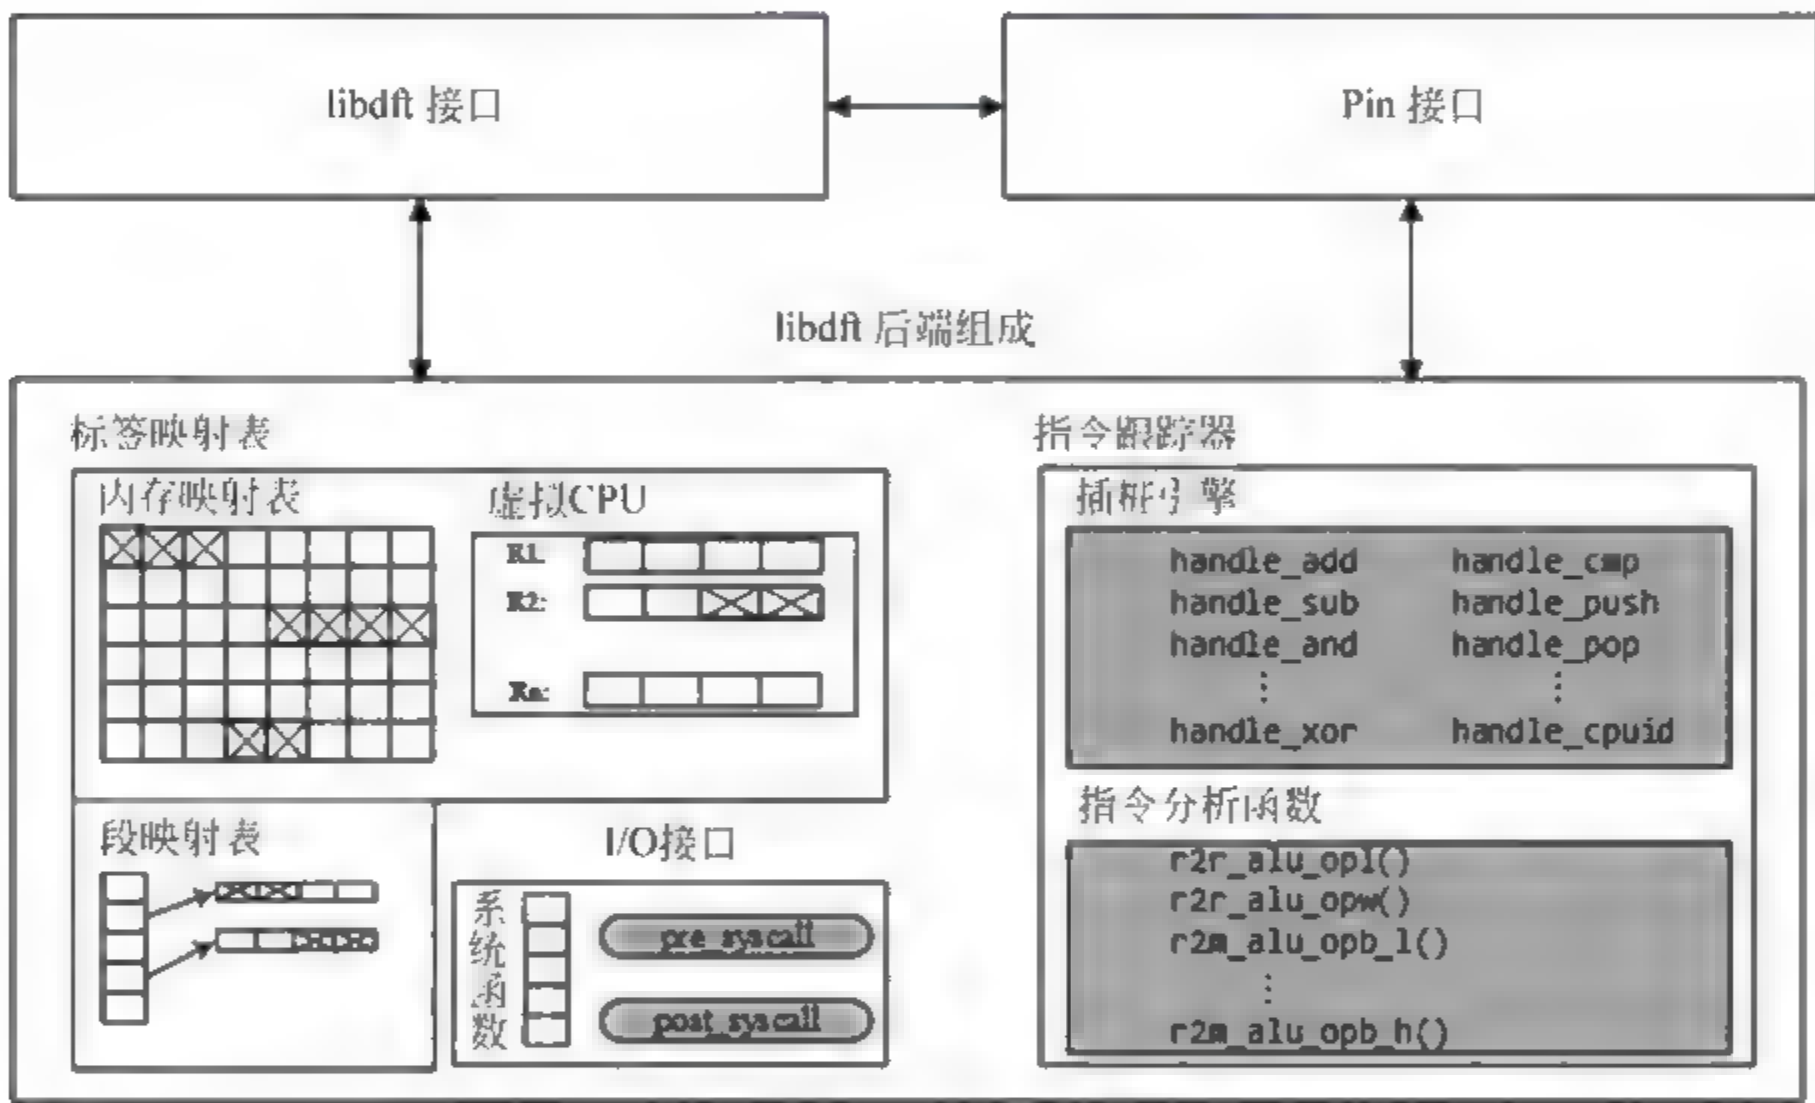 libdft 接口
Pin 接口
libdft 后端组成
标签映射表
内存映射表
虚拟CPU
R1:
R2:
Rn:
段映射表
I/O接口
系统函数
pre_syscall
post_syscall
指令跟踪器
插桩引擎
handle_add handle_cmp
handle_sub handle_push
handle_and handle_pop
⋮ ⋮
handle_xor handle_cpuid
指令分析函数
r2r_alu_opl()
r2r_alu_opw()
r2m_alu_opb_l()
⋮
r2m_alu_opb_h()